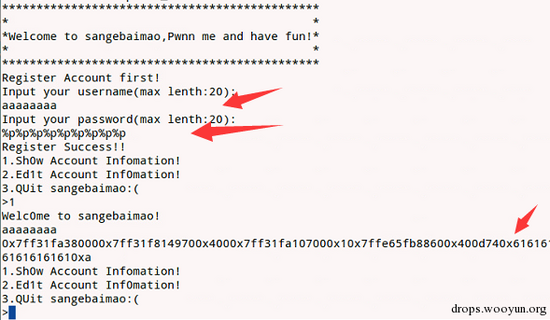 **********************************************
* *
*Welcome to sangebaimao,Pwnn me and have fun!*
* *
**********************************************
Register Account first!
Input your username(max lenth:20):
aaaaaaaa
Input your password(max lenth:20):
%p%p%p%p%p%p%p%p%p
Register Success!!
1.Sh0w Account Infomation!
2.Ed1t Account Inf0mation!
3.QUit sangebaimao:(
>1
Welc0me to sangebaimao!
aaaaaaaa
0x7ff31fa380000x7ff31f8149700x4000x7ff31fa107000x10x7ffe65fb88600x400d740x616161
61616161610xa
1.Sh0w Account Infomation!
2.Ed1t Account Inf0mation!
3.QUit sangebaimao:(
>
drops.wooyun.org